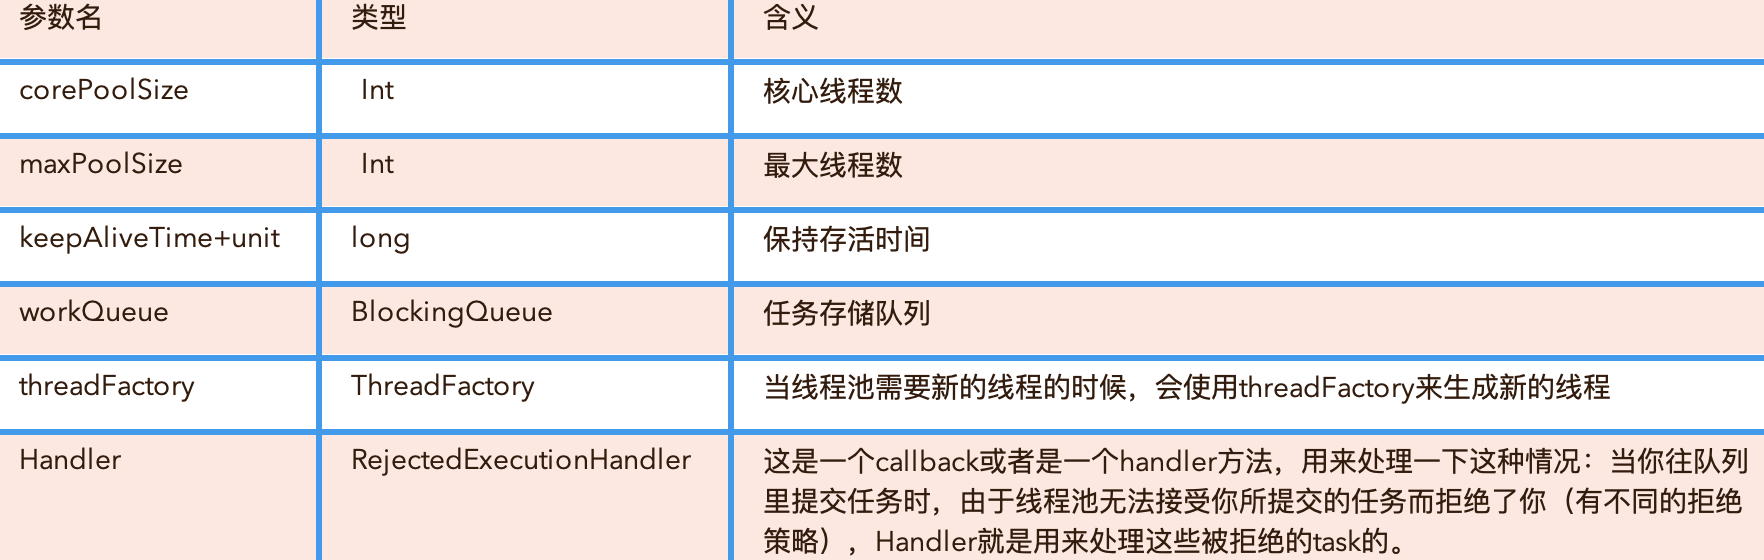 参数名 类型 含义
corePoolSize Int 核心线程数
maxPoolSize Int 最大线程数
keepAliveTime+unit long 保持存活时间
workQueue BlockingQueue 任务存储队列
threadFactory ThreadFactory 当线程池需要新的线程的时候，会使用threadFactory来生成新的线程
Handler RejectedExecutionHandler 这是一个callback或者是一个handler方法，用来处理一下这种情况：当你往队列
里提交任务时，由于线程池无法接受你所提交的任务而拒绝了你（有不同的拒绝
策略），Handler就是用来处理这些被拒绝的task的。